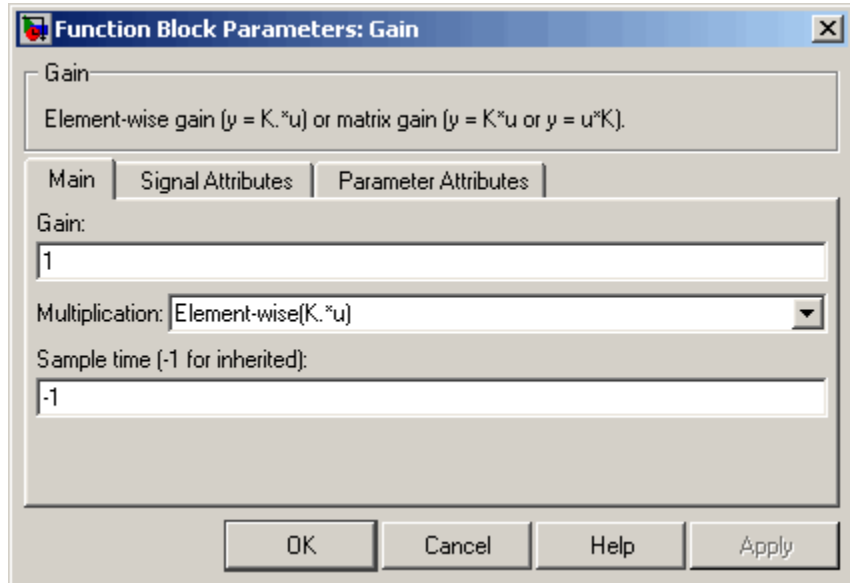 Function Block Parameters: Gain
Gain
Element-wise gain (y = K.*u) or matrix gain (y = K*u or y = u*K).
Main Signal Attributes Parameter Attributes
Gain:
1
Multiplication: Element-wise(K.*u)
Sample time (-1 for inherited):
-1
OK Cancel Help Apply